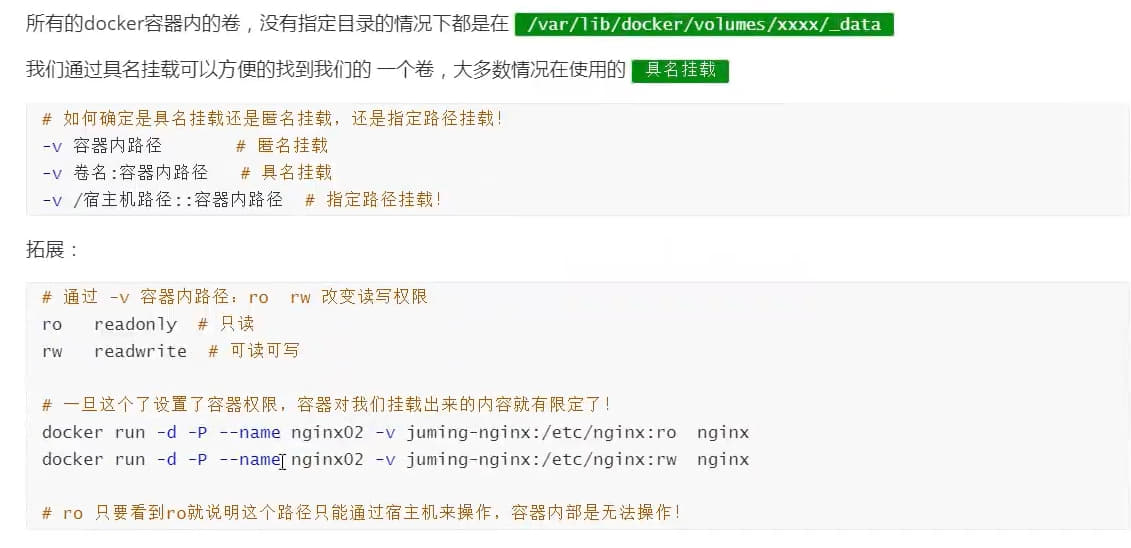 所有的docker容器内的卷，没有指定目录的情况下都是在 /var/lib/docker/volumes/xxxx/_data
我们通过具名挂载可以方便的找到我们的 一个卷，大多数情况在使用的 具名挂载
# 如何确定是具名挂载还是匿名挂载，还是指定路径挂载！
-v 容器内路径 # 匿名挂载
-v 卷名:容器内路径 # 具名挂载
-v /宿主机路径::容器内路径 # 指定路径挂载！
拓展：
# 通过 -v 容器内路径：ro rw 改变读写权限
ro readonly # 只读
rw readwrite # 可读可写
# 一旦这个了设置了容器权限，容器对我们挂载出来的内容就有限定了！
docker run -d -P --name nginx02 -v juming-nginx:/etc/nginx:ro nginx
docker run -d -P --name nginx02 -v juming-nginx:/etc/nginx:rw nginx
# ro 只要看到ro就说明这个路径只能通过宿主机来操作，容器内部是无法操作！